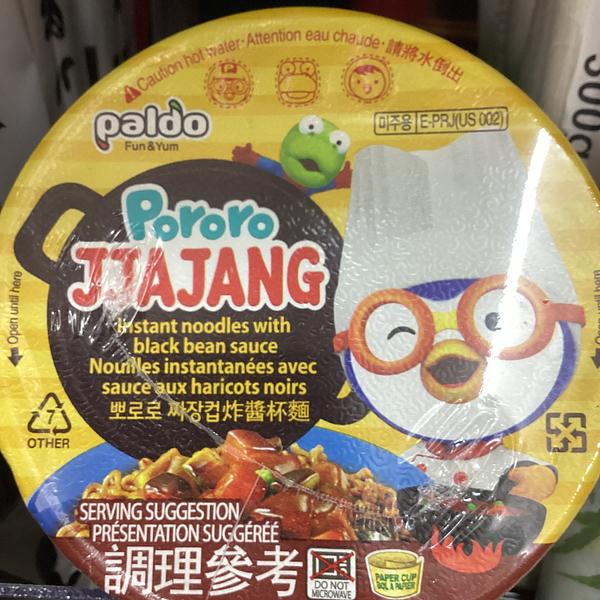 Caution hot water · Attention eau chaude · 請將水倒出
paldo
Fun & Yum
미주용 E-PRJ(US 002)
Pororo
JJAJANG
Instant noodles with
black bean sauce
Nouilles instantanées avec
sauce aux haricots noirs
뽀로로 짜장컵炸醬杯麵
Open until here
7
OTHER
SERVING SUGGESTION
PRÉSENTATION SUGGÉRÉE
調理參考
DO NOT
MICROWAVE
PAPER CUP
BOL À PAPIER
300g